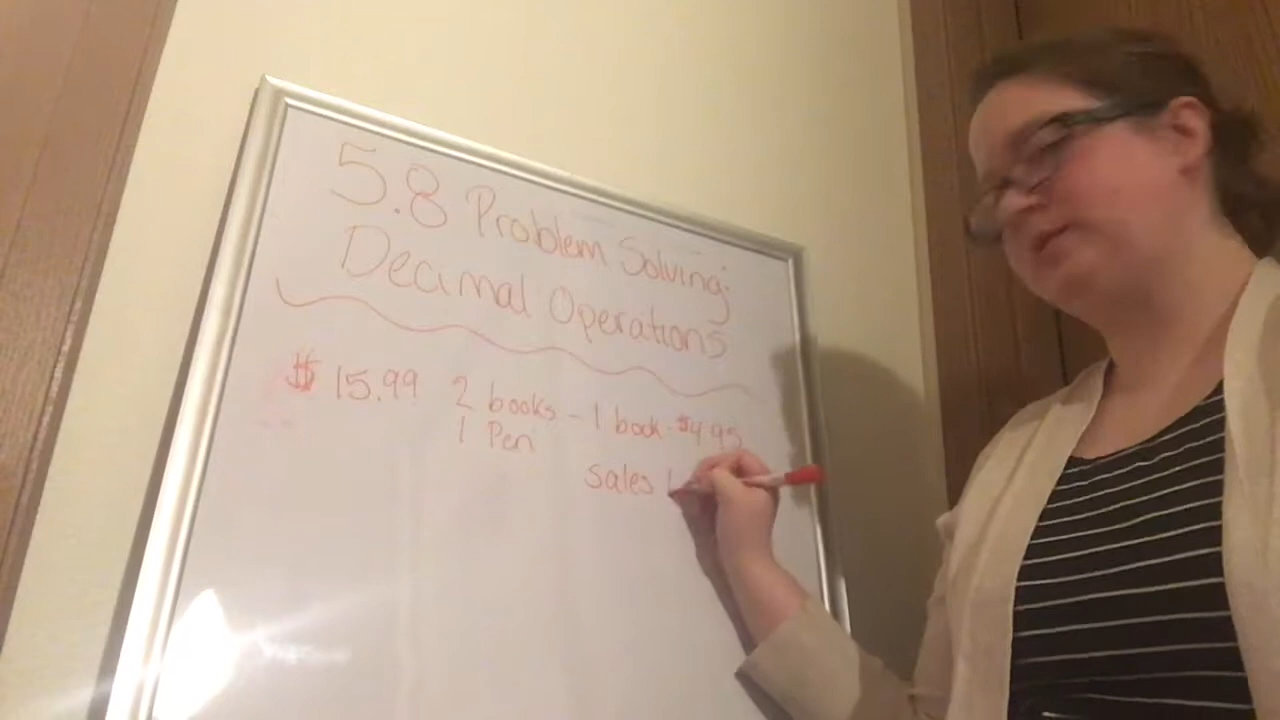 5.8 Problem Solving:
Decimal Operations
$ 15.99 2 books - 1 book - $4.95
1 Pen
sales